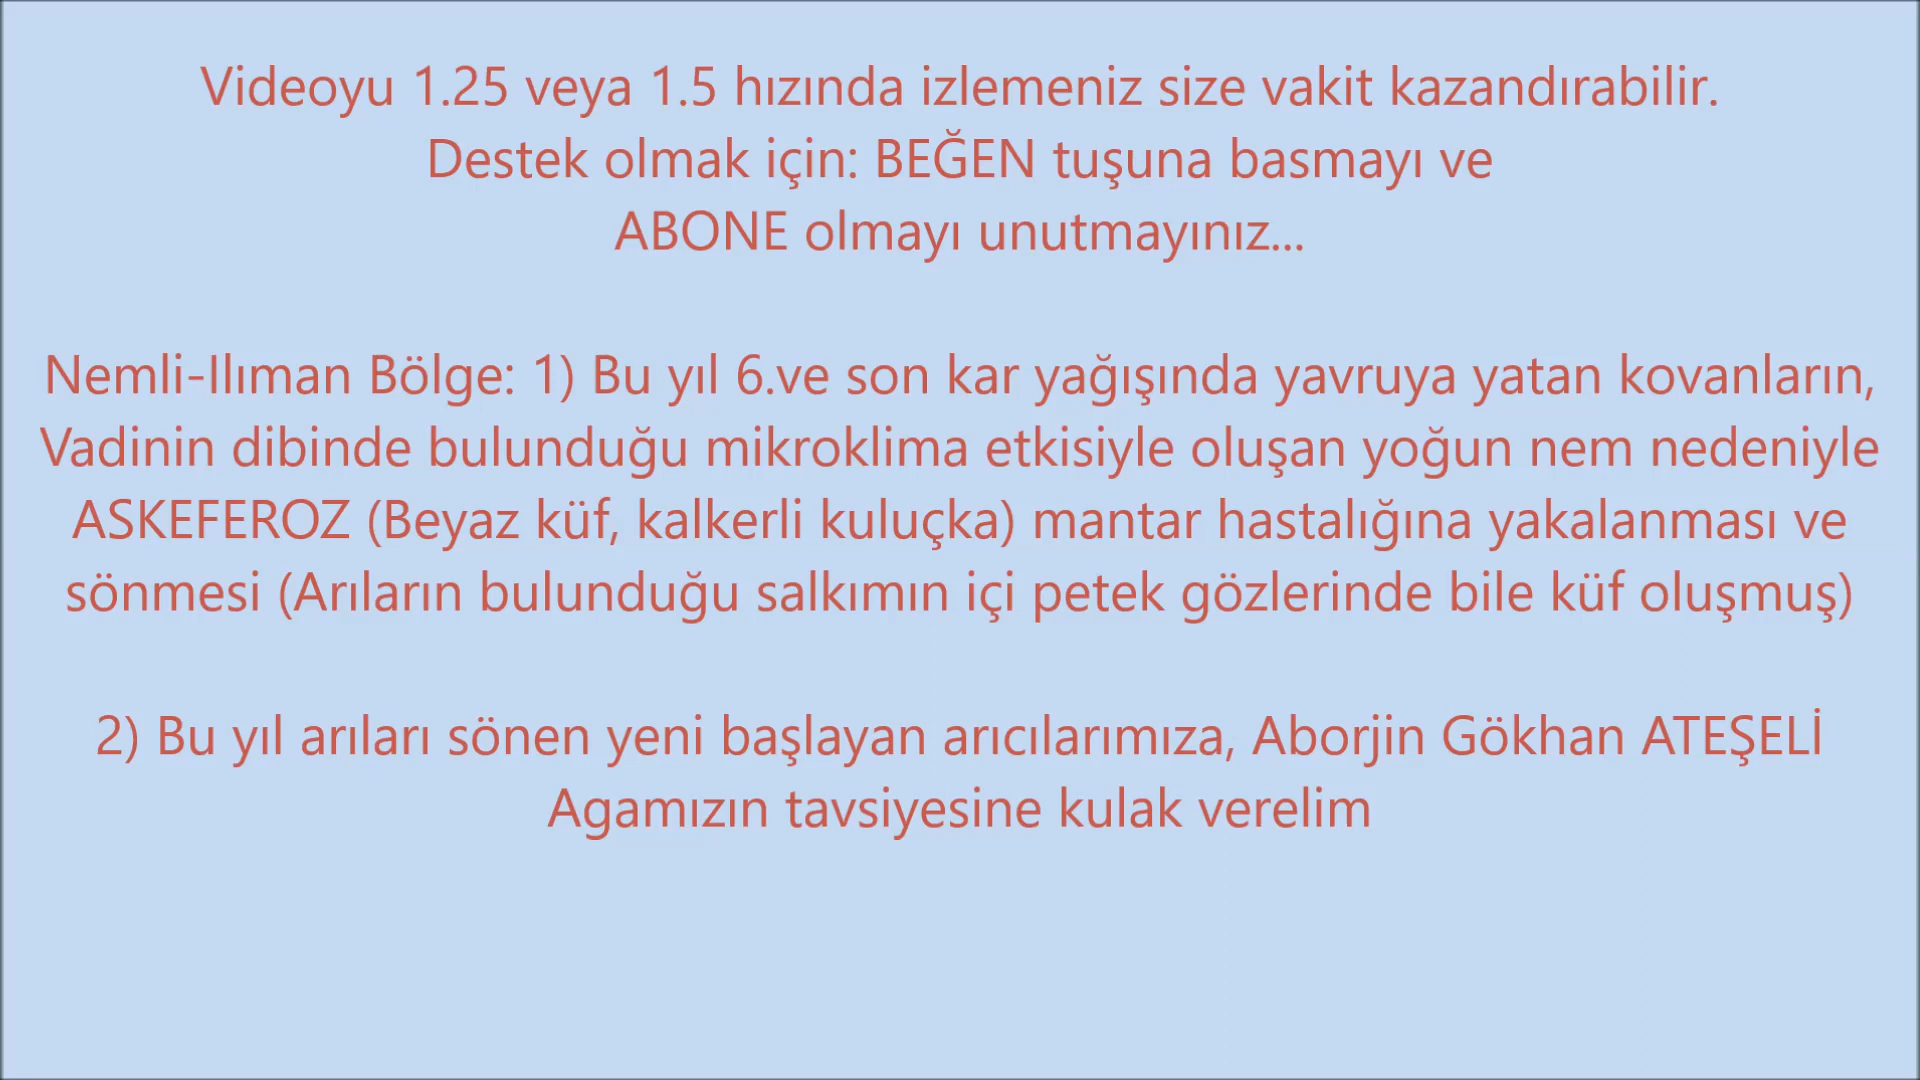 Videoyu 1.25 veya 1.5 hızında izlemeniz size vakit kazandırabilir.
Destek olmak için: BEĞEN tuşuna basmayı ve
ABONE olmayı unutmayınız...
Nemli-Ilıman Bölge: 1) Bu yıl 6.ve son kar yağışında yavruya yatan kovanların,
Vadinin dibinde bulunduğu mikroklima etkisiyle oluşan yoğun nem nedeniyle
ASKEFEROZ (Beyaz küf, kalkerli kuluçka) mantar hastalığına yakalanması ve
sönmesi (Arıların bulunduğu salkımın içi petek gözlerinde bile küf oluşmuş)
2) Bu yıl arıları sönen yeni başlayan arıcılarımıza, Aborjin Gökhan ATEŞELİ
Agamızın tavsiyesine kulak verelim